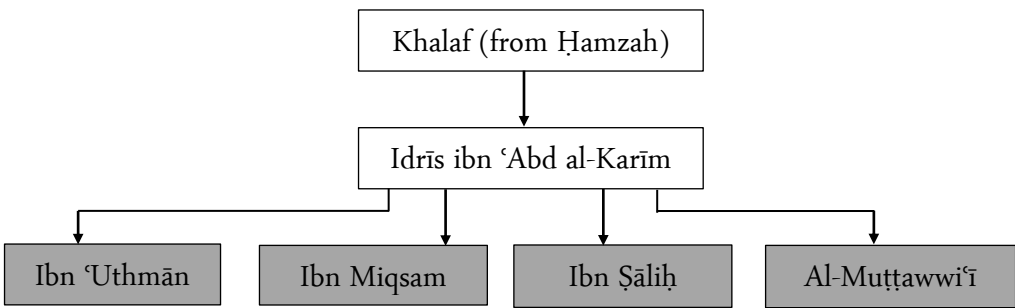 Khalaf (from Ḥamzah)
Idrīs ibn ʿAbd al-Karīm
Ibn ʿUthmān
Ibn Miqsam
Ibn Ṣāliḥ
Al-Muṭṭawwiʿī